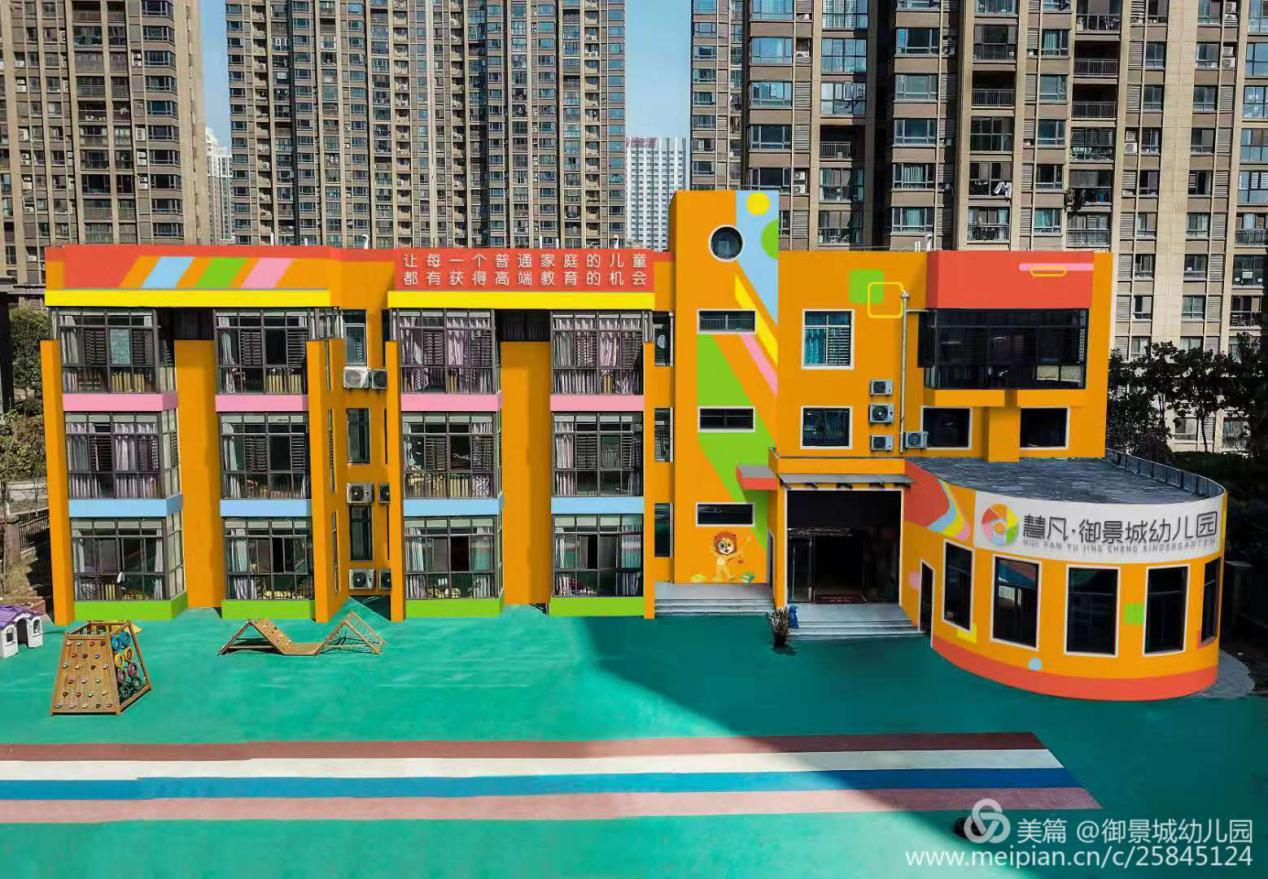 让每一个普通家庭的儿童
都有获得高端教育的机会
慧凡·御景城幼儿园
HUI FAN YU JING CHENG KINDERGARTEN
美篇 @御景城幼儿园
www.meipian.cn/c/25845124